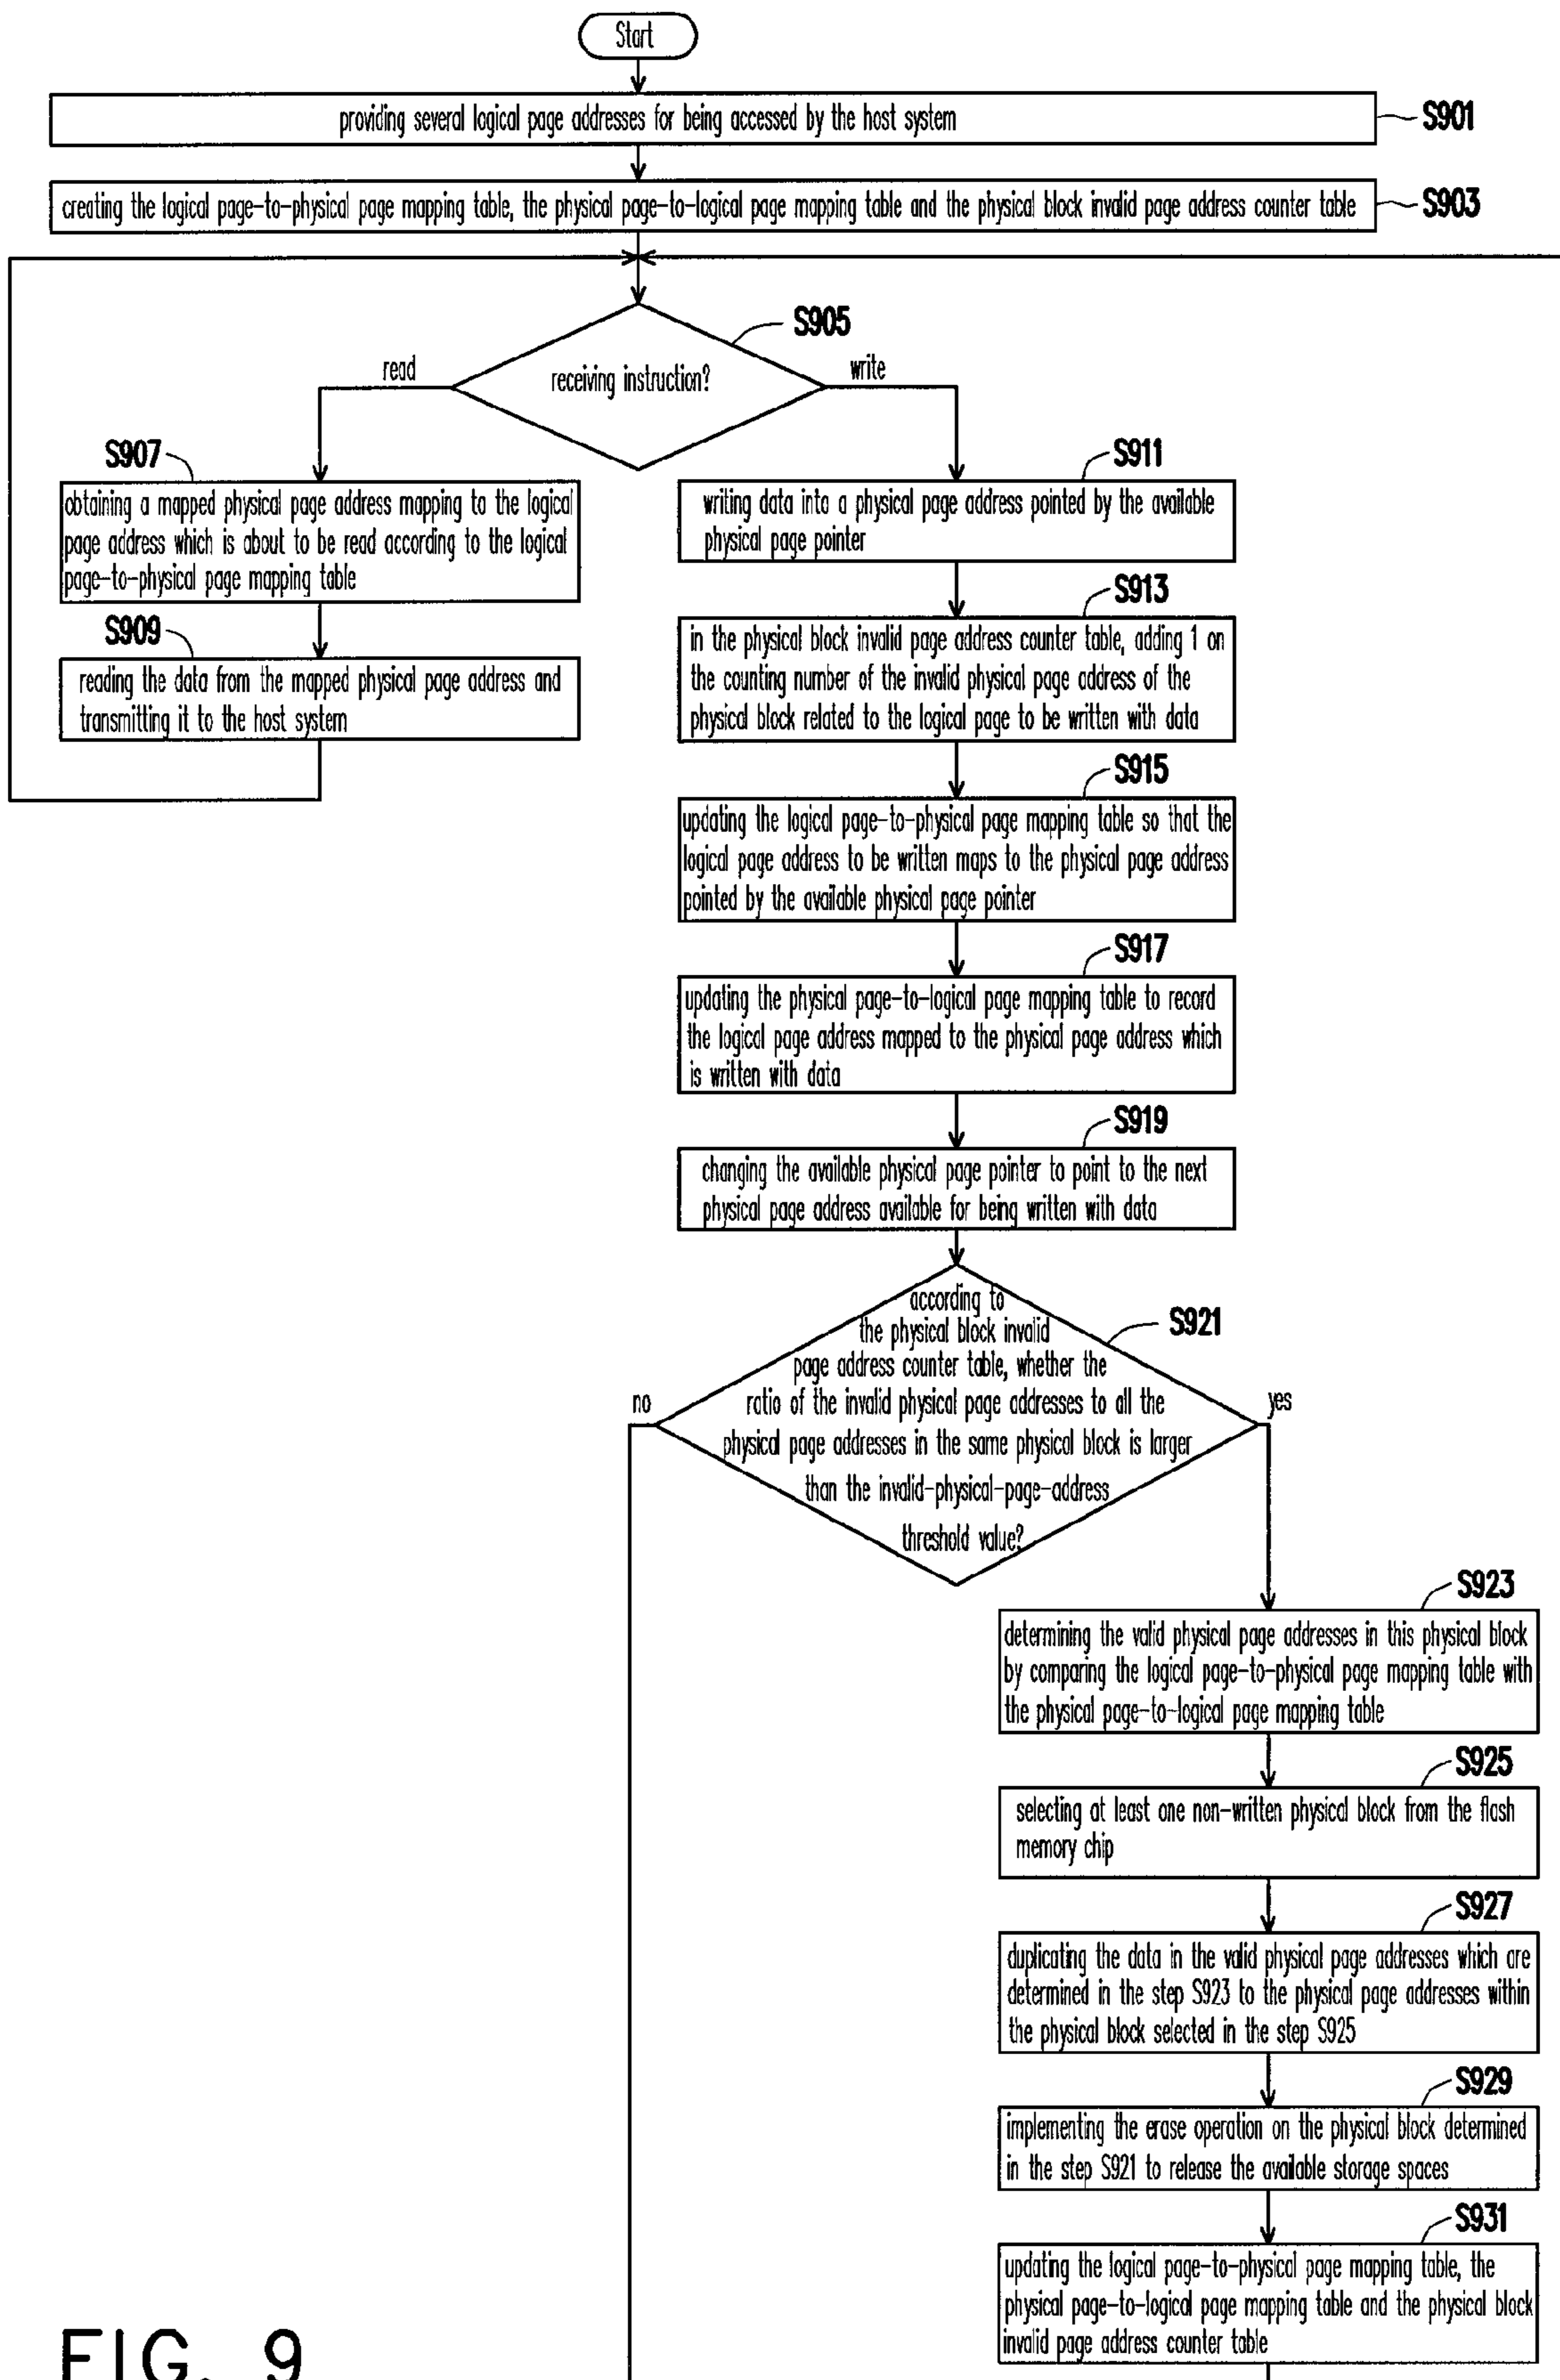 Start
providing several logical page addresses for being accessed by the host system
S901
creating the logical page-to-physical page mapping table, the physical page-to-logical page mapping table and the physical block invalid page address counter table
S903
S905
read
receiving instruction?
write
S907
obtaining a mapped physical page address mapping to the logical
page address which is about to be read according to the logical
page-to-physical page mapping table
S909
reading the data from the mapped physical page address and
transmitting it to the host system
S911
writing data into a physical page address pointed by the available
physical page pointer
S913
in the physical block invalid page address counter table, adding 1 on
the counting number of the invalid physical page address of the
physical block related to the logical page to be written with data
S915
updating the logical page-to-physical page mapping table so that the
logical page address to be written maps to the physical page address
pointed by the available physical page pointer
S917
updating the physical page-to-logical page mapping table to record
the logical page address mapped to the physical page address which
is written with data
S919
changing the available physical page pointer to point to the next
physical page address available for being written with data
S921
according to
the physical block invalid
page address counter table, whether the
ratio of the invalid physical page addresses to all the
physical page addresses in the same physical block is larger
than the invalid-physical-page-address
threshold value?
no
yes
S923
determining the valid physical page addresses in this physical block
by comparing the logical page-to-physical page mapping table with
the physical page-to-logical page mapping table
S925
selecting at least one non-written physical block from the flash
memory chip
S927
duplicating the data in the valid physical page addresses which are
determined in the step S923 to the physical page addresses within
the physical block selected in the step S925
S929
implementing the erase operation on the physical block determined
in the step S921 to release the available storage spaces
S931
updating the logical page-to-physical page mapping table, the
physical page-to-logical page mapping table and the physical block
invalid page address counter table
FIG. 9